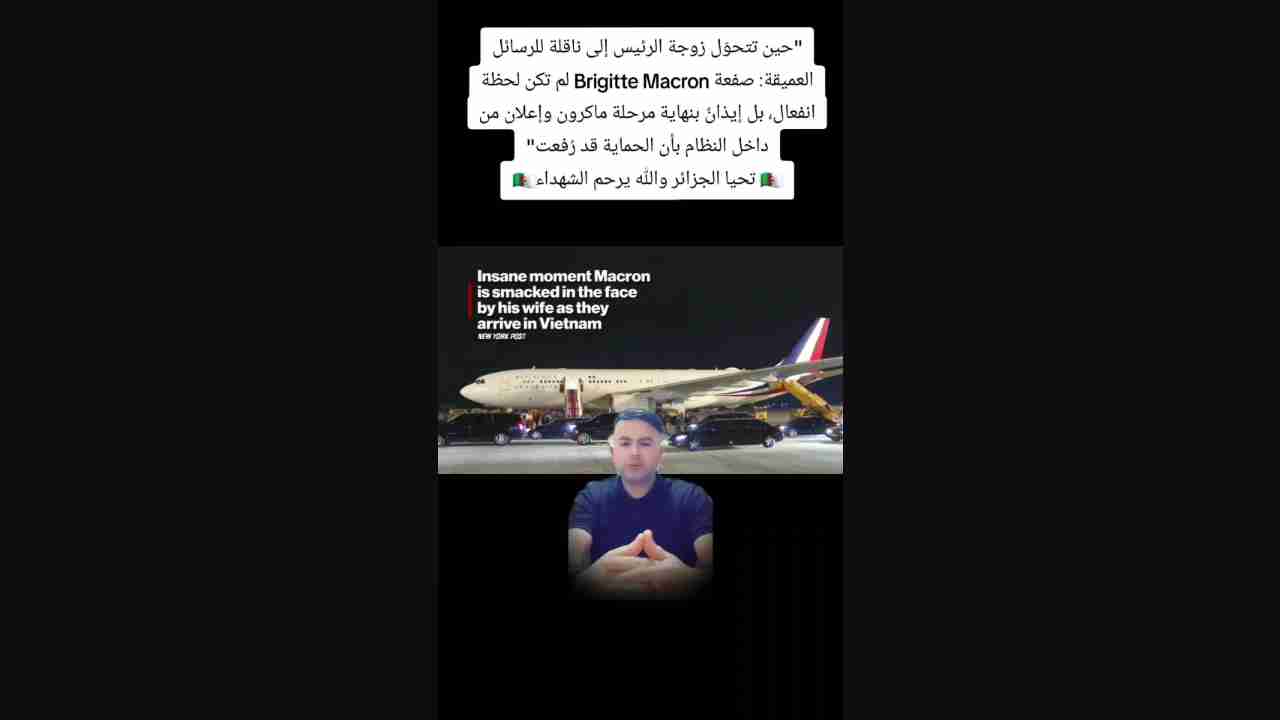 "حين تتحوّل زوجة الرئيس إلى ناقلة للرسائل
العميقة: صفعة Brigitte Macron لم تكن لحظة
انفعال، بل إيذانٌ بنهاية مرحلة ماكرون وإعلان من
داخل النظام بأن الحماية قد رُفعت"
🇩🇿 تحيا الجزائر والله يرحم الشهداء 🇩🇿
Insane moment Macron
is smacked in the face
by his wife as they
arrive in Vietnam
NEW YORK POST